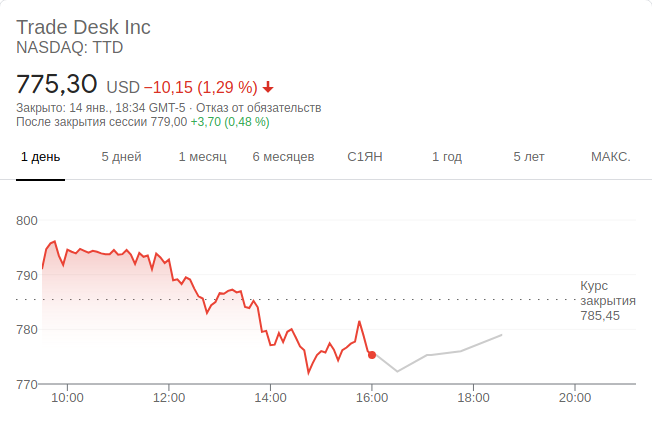 Trade Desk Inc
NASDAQ: TTD
775,30 USD −10,15 (1,29 %)
Закрыто: 14 янв., 18:34 GMT-5 · Отказ от обязательств
После закрытия сессии 779,00 +3,70 (0,48 %)
1 день 5 дней 1 месяц 6 месяцев С1ЯН 1 год 5 лет МАКС.
800
790
Курс
закрытия
785,45
780
770
10:00 12:00 14:00 16:00 18:00 20:00